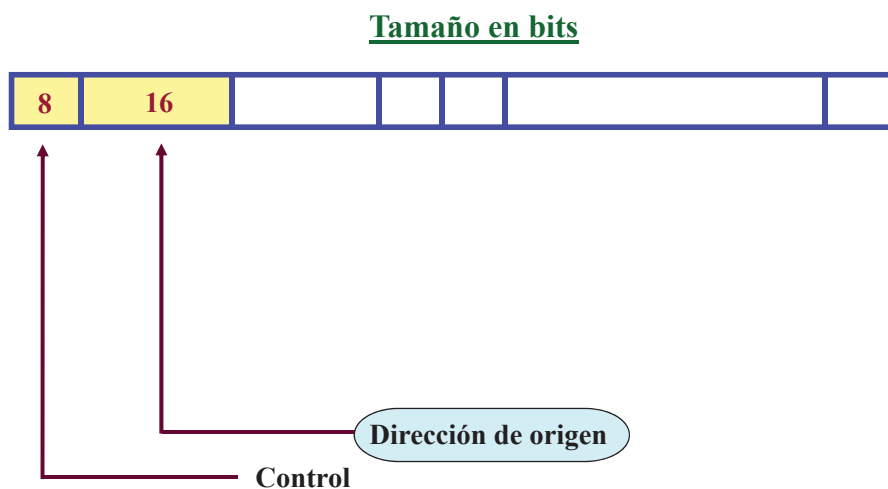 Tamaño en bits
8 16
Dirección de origen
Control